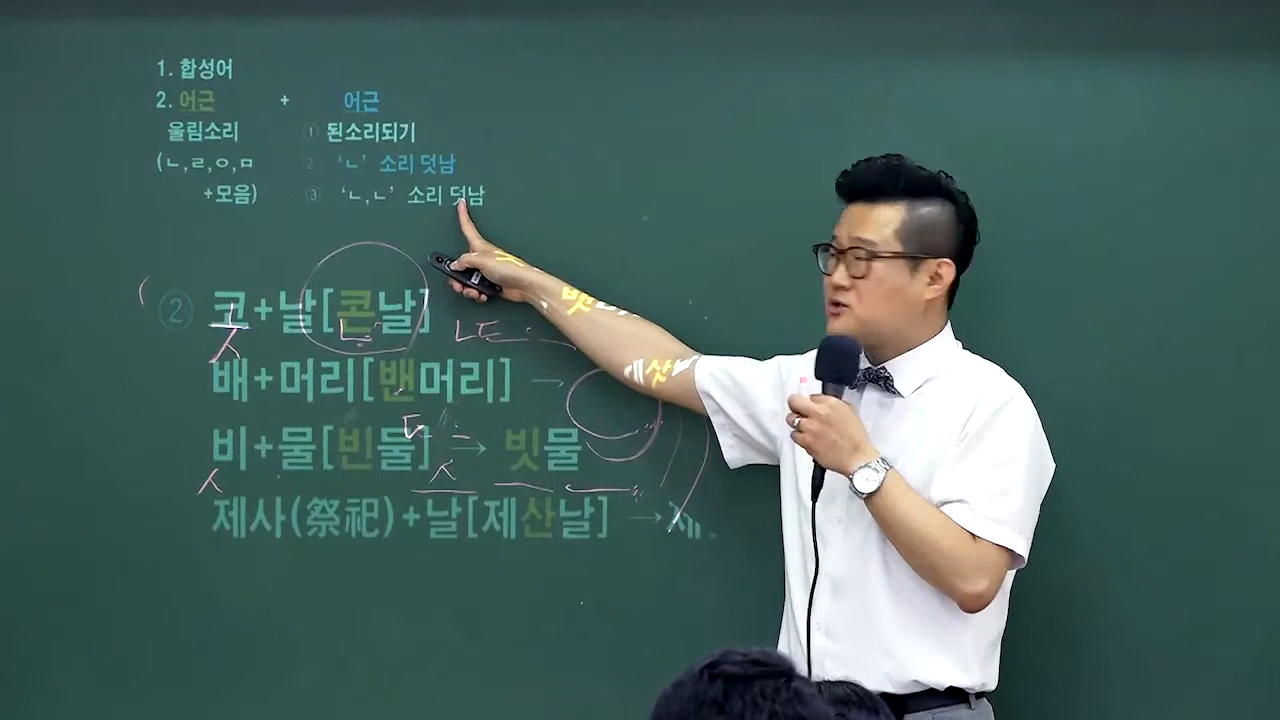 1. 합성어
2. 어근 + 어근
울림소리 ① 된소리되기
(ㄴ,ㄹ,ㅇ,ㅁ ② ‘ㄴ’ 소리 덧남
+모음) ③ ‘ㄴ,ㄴ’ 소리 덧남
② 코+날[콘날]
배+머리[밴머리] →
비+물[빈물] → 빗물
제사(祭祀)+날[제산날] → 제